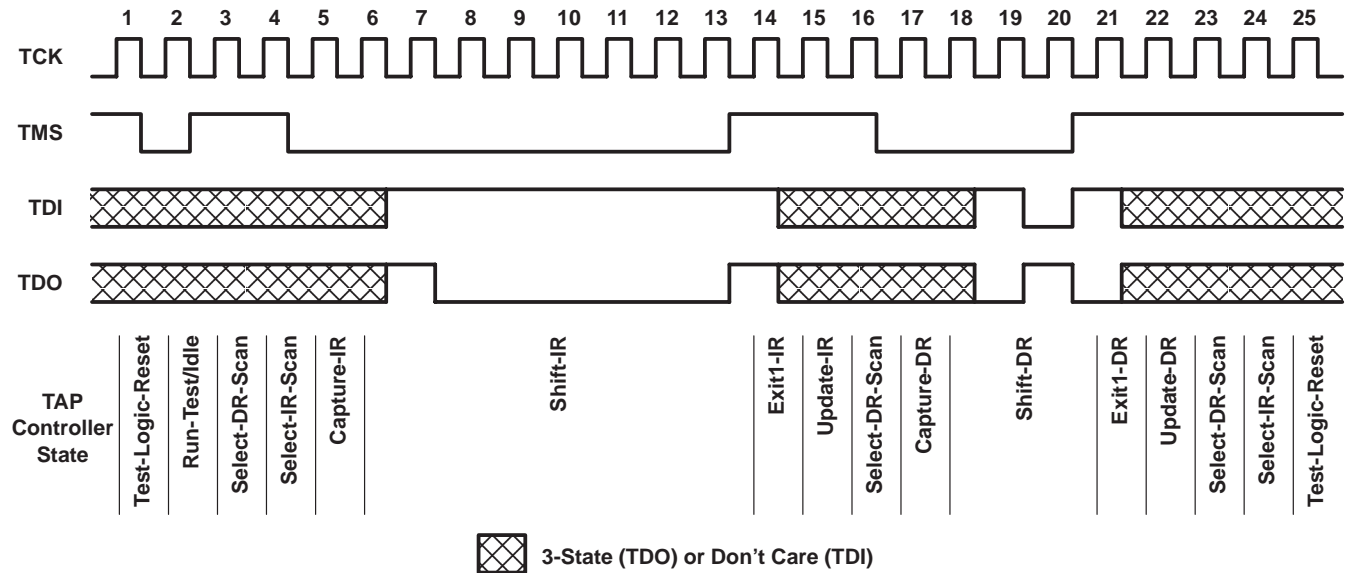 1 2 3 4 5 6 7 8 9 10 11 12 13 14 15 16 17 18 19 20 21 22 23 24 25
TCK
TMS
TDI
TDO
TAP
Controller
State
Test-Logic-Reset
Run-Test/Idle
Select-DR-Scan
Select-IR-Scan
Capture-IR
Shift-IR
Exit1-IR
Update-IR
Select-DR-Scan
Capture-DR
Shift-DR
Exit1-DR
Update-DR
Select-DR-Scan
Select-IR-Scan
Test-Logic-Reset
3-State (TDO) or Don’t Care (TDI)